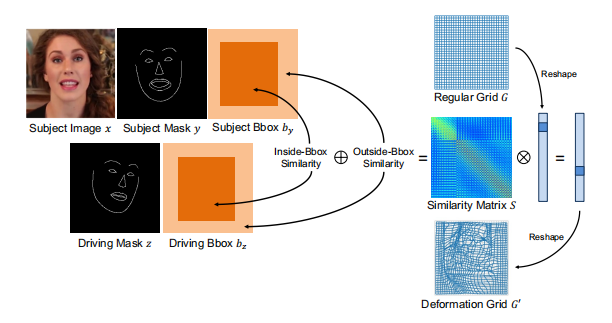 Subject Image x
Subject Mask y
Subject Bbox b_y
Driving Mask z
Driving Bbox b_z
Inside-Bbox
Similarity
⊕
Outside-Bbox
Similarity
=
Regular Grid G
Reshape
Similarity Matrix S
⊗
=
Reshape
Deformation Grid G'